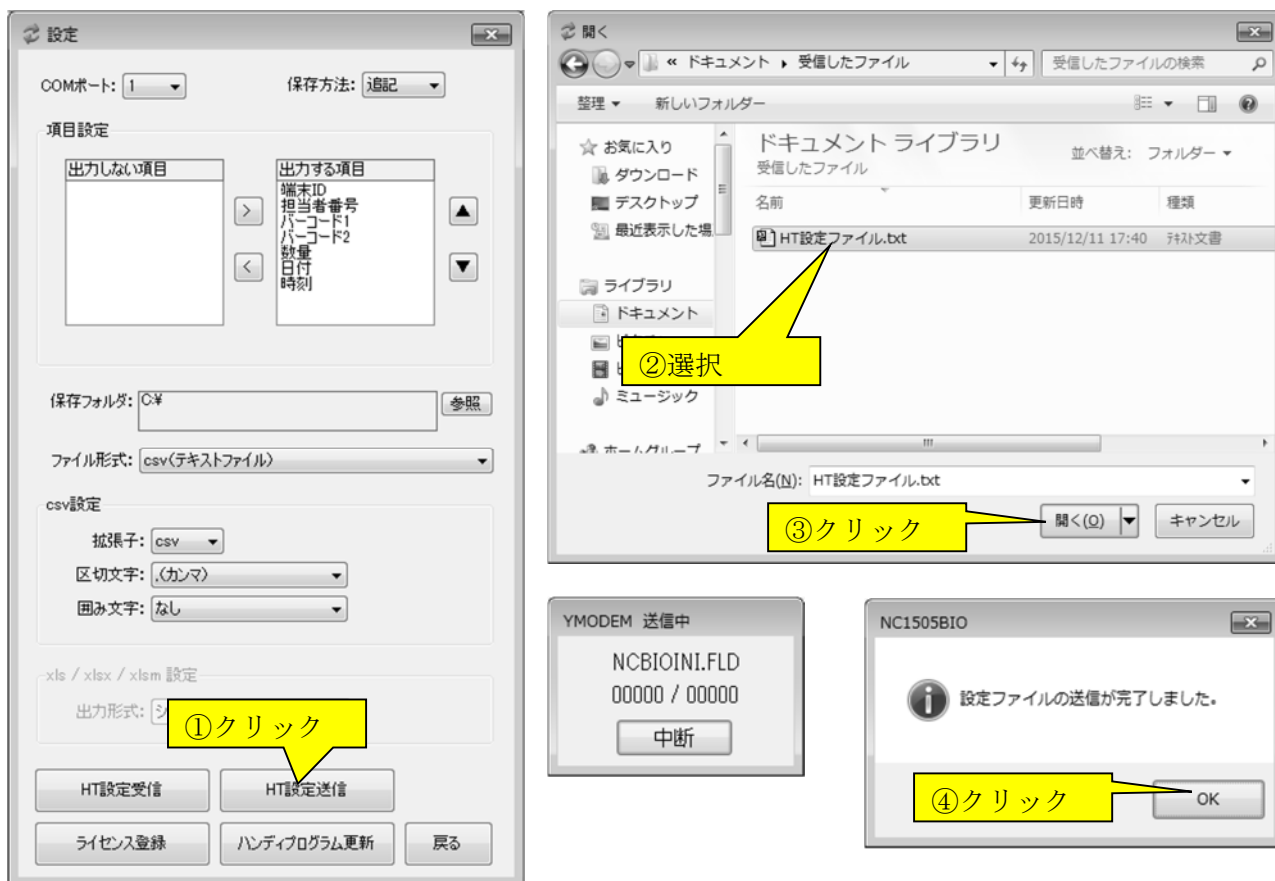 設定
COMポート: 1
保存方法: 追記
項目設定
出力しない項目
出力する項目
端末ID
担当者番号
バーコード1
バーコード2
数量
日付
時刻
>
<
▲
▼
保存フォルダ: C:¥
参照
ファイル形式: csv(テキストファイル)
csv設定
拡張子: csv
区切文字: ,(カンマ)
囲み文字: なし
xls / xlsx / xlsm 設定
出力形式:
①クリック
HT設定受信
HT設定送信
ライセンス登録
ハンディプログラム更新
戻る
開く
« ドキュメント ▸ 受信したファイル
受信したファイルの検索
整理 ▼
新しいフォルダー
お気に入り
ダウンロード
デスクトップ
最近表示した場
ライブラリ
ドキュメント
ミュージック
ホームグループ
ドキュメント ライブラリ
受信したファイル
並べ替え: フォルダー ▼
名前
更新日時
種類
HT設定ファイル.txt
2015/12/11 17:40
テキスト文書
②選択
ファイル名(N): HT設定ファイル.txt
③クリック
開く(O)
キャンセル
YMODEM 送信中
NCBIOINI.FLD
00000 / 00000
中断
NC1505BIO
設定ファイルの送信が完了しました。
④クリック
OK